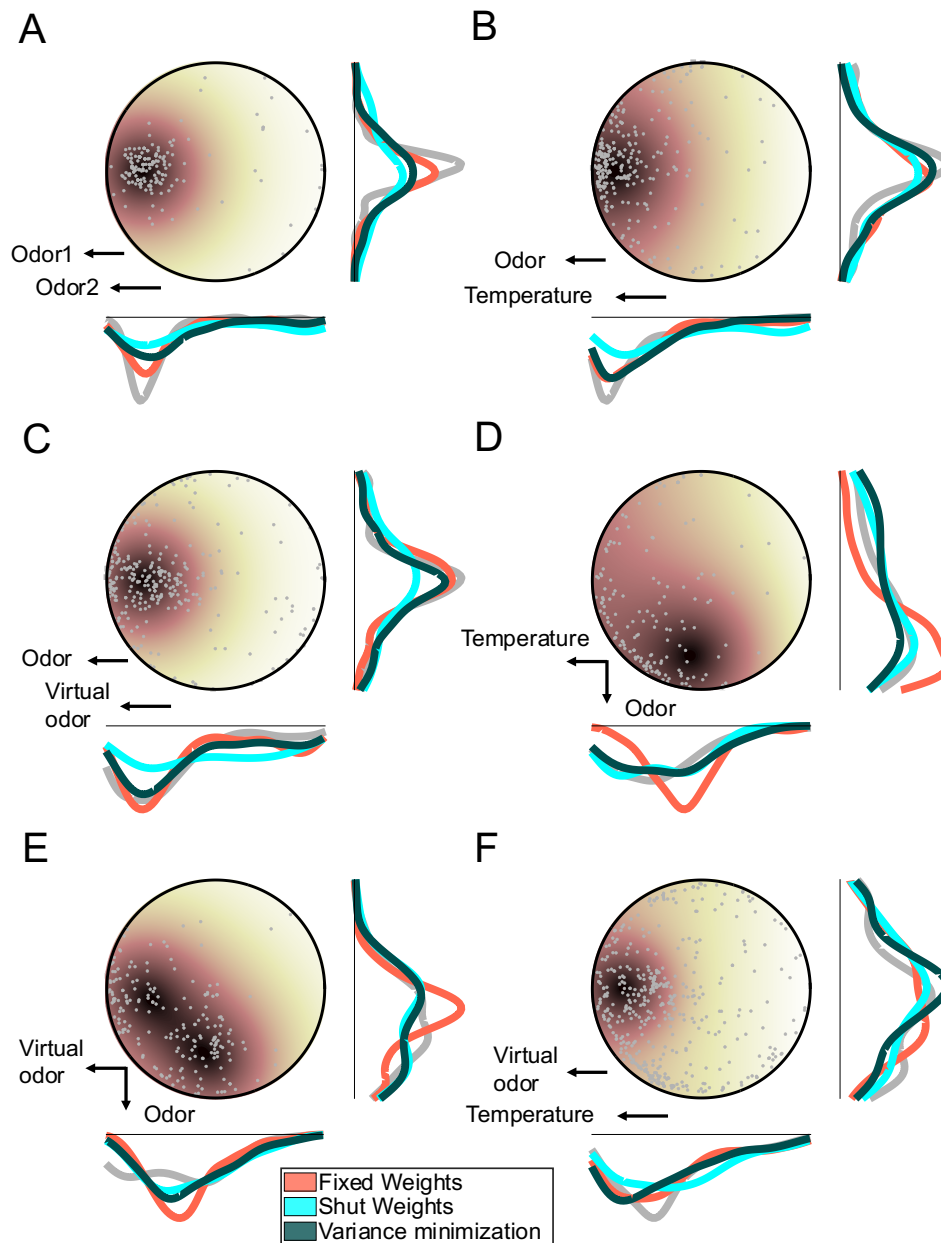 A
Odor1
Odor2
B
Odor
Temperature
C
Odor
Virtual
odor
D
Temperature
Odor
E
Virtual
odor
Odor
F
Virtual
odor
Temperature
Fixed Weights
Shut Weights
Variance minimization